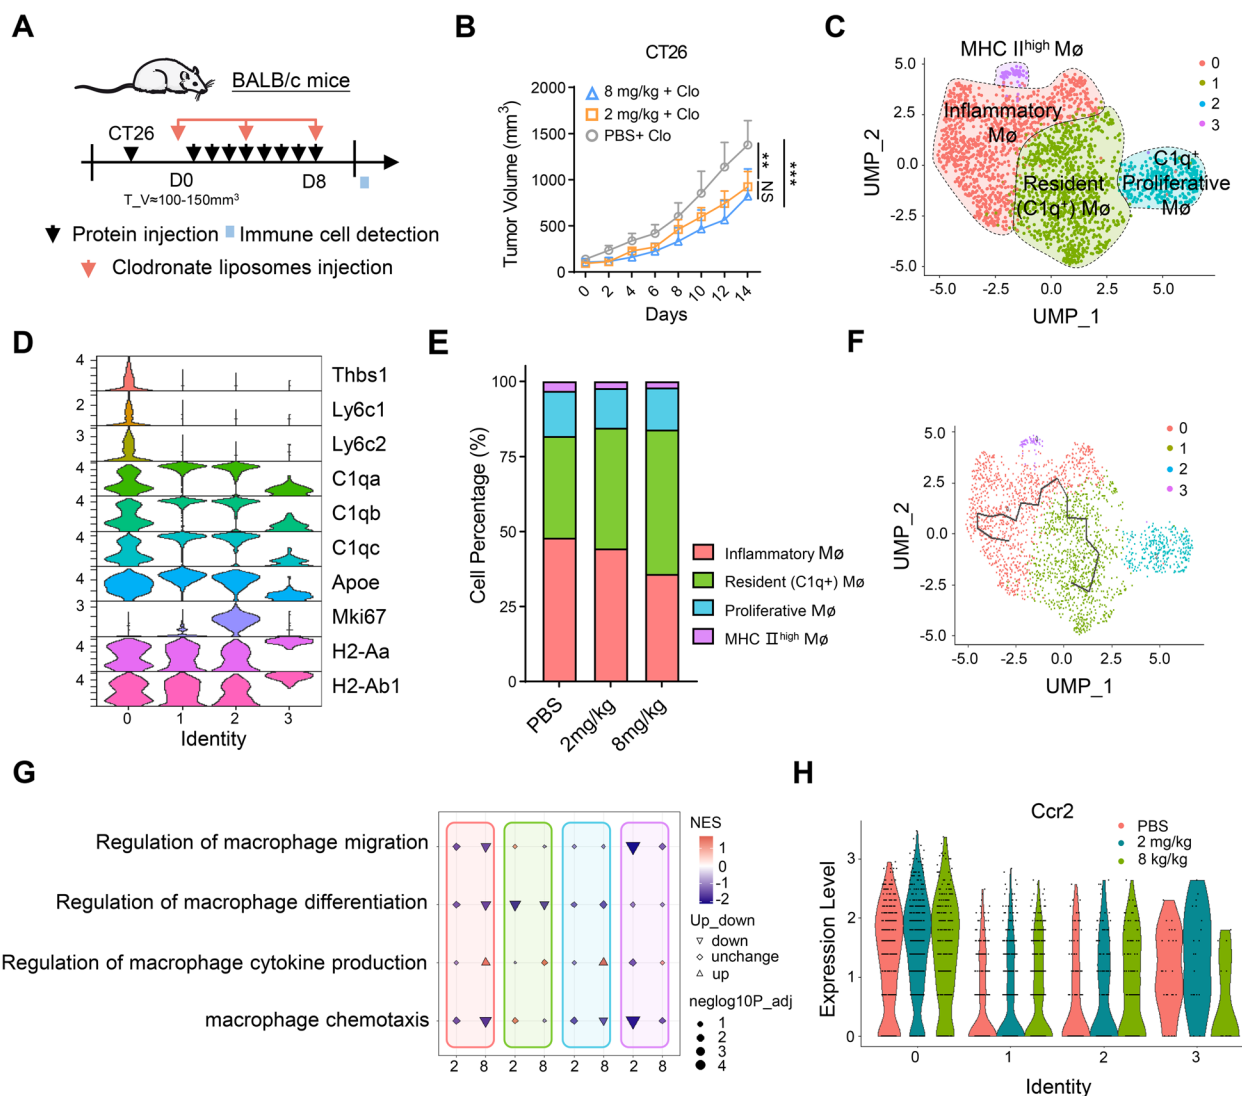 A
BALB/c mice
CT26
D0
D8
T_V≈100-150mm³
Protein injection
Immune cell detection
Clodronate liposomes injection
B
CT26
8 mg/kg + Clo
2 mg/kg + Clo
PBS+ Clo
Tumor Volume (mm³)
2000
1500
1000
500
0
0 2 4 6 8 10 12 14
Days
**
NS
***
C
MHC IIhigh Mø
Inflammatory
Mø
Resident
(C1q⁺) Mø
C1q⁺
Proliferative
Mø
0
1
2
3
UMP_2
5.0
2.5
0.0
-2.5
-5.0
-5.0 -2.5 0.0 2.5 5.0
UMP_1
D
4 Thbs1
2 Ly6c1
3 Ly6c2
4 C1qa
4 C1qb
4 C1qc
4 Apoe
3 Mki67
4 H2-Aa
4 H2-Ab1
0 1 2 3
Identity
E
Cell Percentage (%)
100
75
50
25
0
PBS
2mg/kg
8mg/kg
Inflammatory Mø
Resident (C1q+) Mø
Proliferative Mø
MHC IIhigh Mø
F
0
1
2
3
UMP_2
5.0
2.5
0.0
-2.5
-5.0
-5.0 -2.5 0.0 2.5 5.0
UMP_1
G
Regulation of macrophage migration
Regulation of macrophage differentiation
Regulation of macrophage cytokine production
macrophage chemotaxis
2 8 2 8 2 8 2 8
NES
1
0
-1
-2
Up_down
down
unchange
up
neglog10P_adj
1
2
3
4
H
Ccr2
PBS
2 mg/kg
8 kg/kg
Expression Level
3
2
1
0
0 1 2 3
Identity